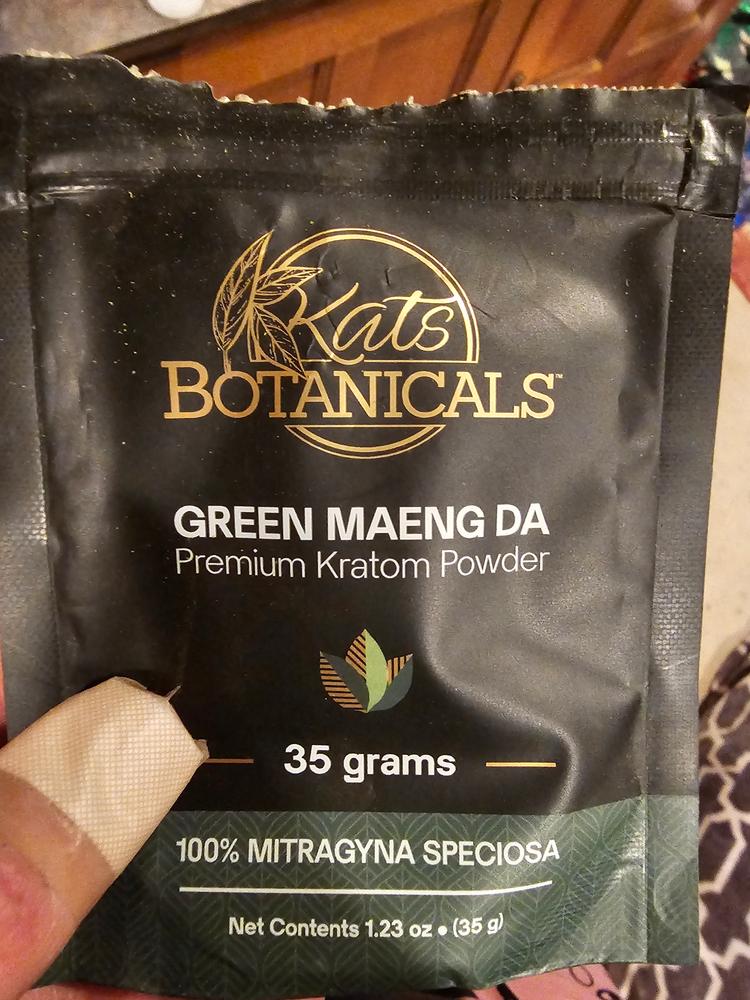 Kats
BOTANICALS™
GREEN MAENG DA
Premium Kratom Powder
35 grams
100% MITRAGYNA SPECIOSA
Net Contents 1.23 oz • (35 g)